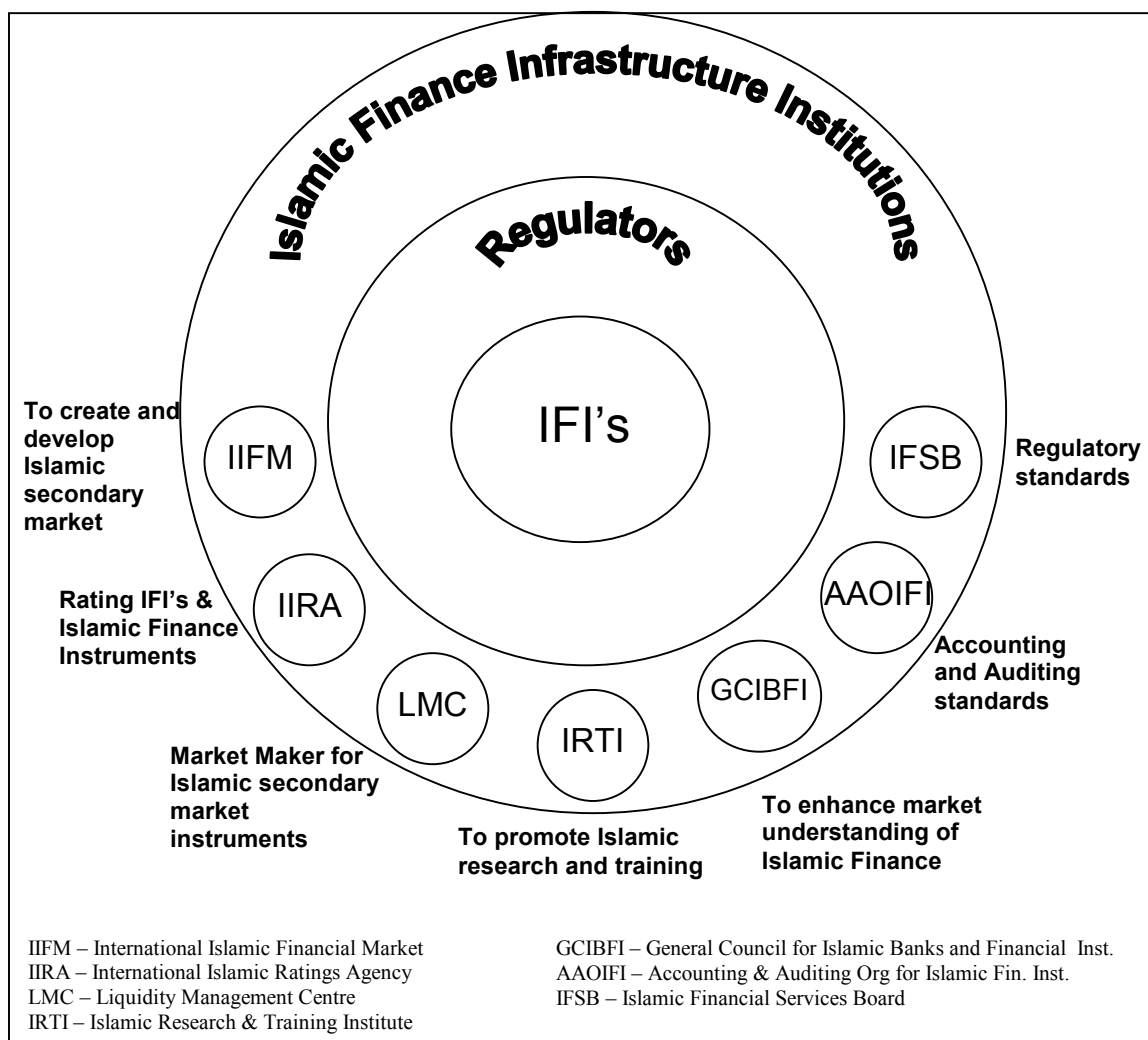 Islamic Finance Infrastructure Institutions
Regulators
IFI's
To create and
develop
Islamic
secondary
market
IIFM
IFSB
Regulatory
standards
Rating IFI's &
Islamic Finance
Instruments
IIRA
AAOIFI
Accounting
and Auditing
standards
LMC
Market Maker for
Islamic secondary
market
instruments
IRTI
To promote Islamic
research and training
GCIBFI
To enhance market
understanding of
Islamic Finance
IIFM – International Islamic Financial Market
IIRA – International Islamic Ratings Agency
LMC – Liquidity Management Centre
IRTI – Islamic Research & Training Institute
GCIBFI – General Council for Islamic Banks and Financial Inst.
AAOIFI – Accounting & Auditing Org for Islamic Fin. Inst.
IFSB – Islamic Financial Services Board